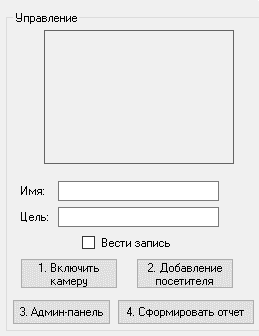 Управление
Имя:
Цель:
Вести запись
1. Включить
камеру
2. Добавление
посетителя
3. Админ-панель
4. Сформировать отчет